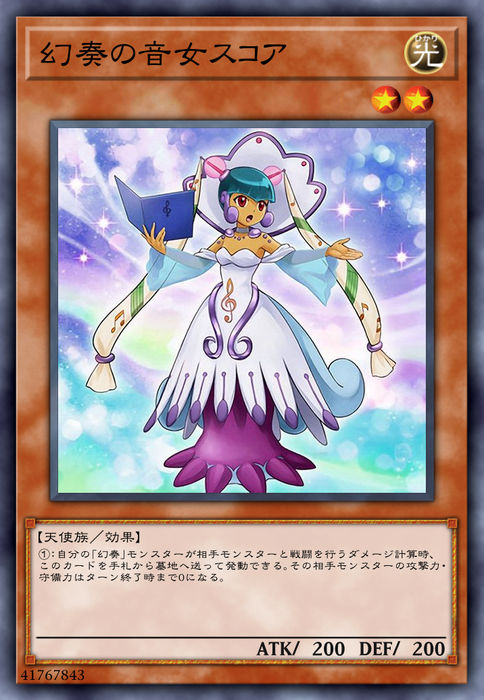 幻奏の音女スコア
ひかり
光
【天使族／効果】
①:自分の「幻奏」モンスターが相手モンスターと戦闘を行うダメージ計算時、
このカードを手札から墓地へ送って発動できる。その相手モンスターの攻撃力・
守備力はターン終了時まで0になる。
ATK/ 200 DEF/ 200
41767843